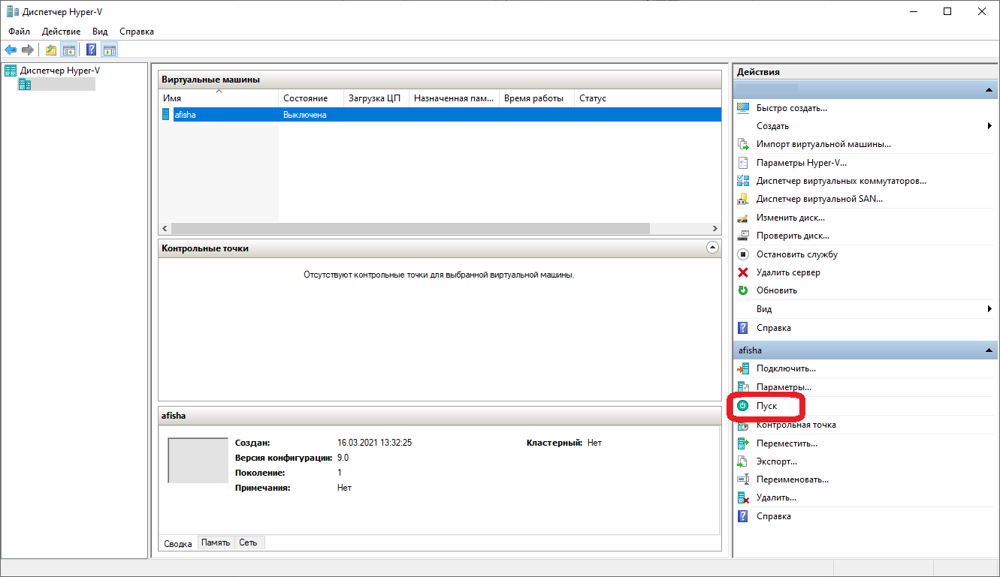 Диспетчер Hyper-V
Файл Действие Вид Справка
Диспетчер Hyper-V
Виртуальные машины
Имя Состояние Загрузка ЦП Назначенная пам... Время работы Статус
afisha Выключена
Контрольные точки
Отсутствуют контрольные точки для выбранной виртуальной машины.
afisha
Создан: 16.03.2021 13:32:25 Кластерный: Нет
Версия конфигурации: 9.0
Поколение: 1
Примечания: Нет
Сводка Память Сеть
Действия
Быстро создать...
Создать
Импорт виртуальной машины...
Параметры Hyper-V...
Диспетчер виртуальных коммутаторов...
Диспетчер виртуальной SAN...
Изменить диск...
Проверить диск...
Остановить службу
Удалить сервер
Обновить
Вид
Справка
afisha
Подключить...
Параметры...
Пуск
Контрольная точка
Переместить...
Экспорт...
Переименовать...
Удалить...
Справка